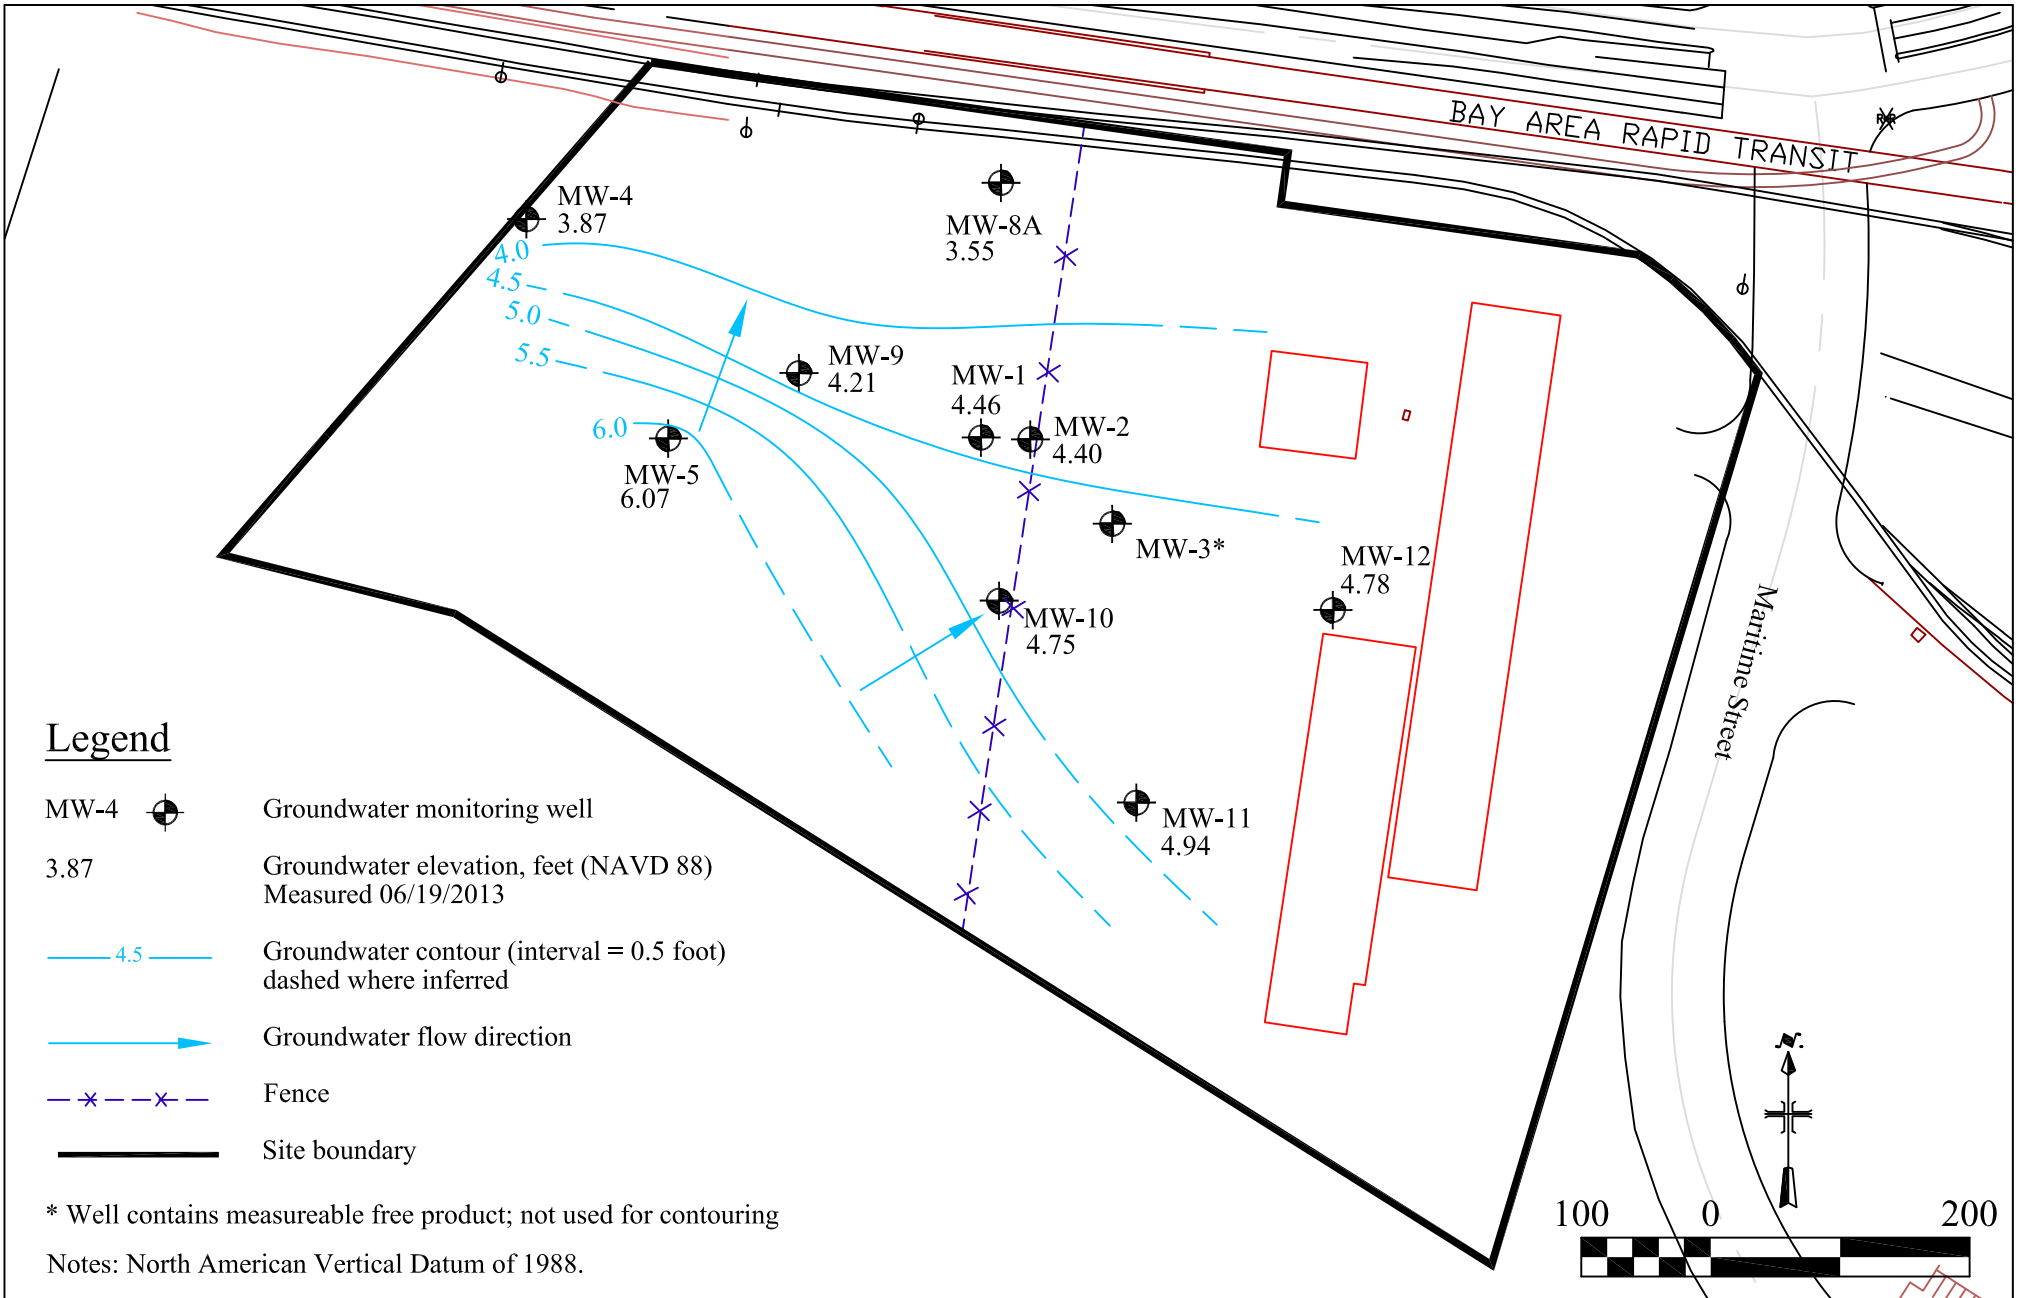 BAY AREA RAPID TRANSIT
RR
MW-4
3.87
MW-8A
3.55
4.0
4.5
5.0
5.5
6.0
MW-9
4.21
MW-1
4.46
MW-2
4.40
MW-5
6.07
MW-3*
MW-12
4.78
MW-10
4.75
MW-11
4.94
Maritime Street
Legend
MW-4 Groundwater monitoring well
3.87 Groundwater elevation, feet (NAVD 88)
Measured 06/19/2013
4.5 Groundwater contour (interval = 0.5 foot)
dashed where inferred
Groundwater flow direction
Fence
Site boundary
* Well contains measureable free product; not used for contouring
Notes: North American Vertical Datum of 1988.
N
100 0 200